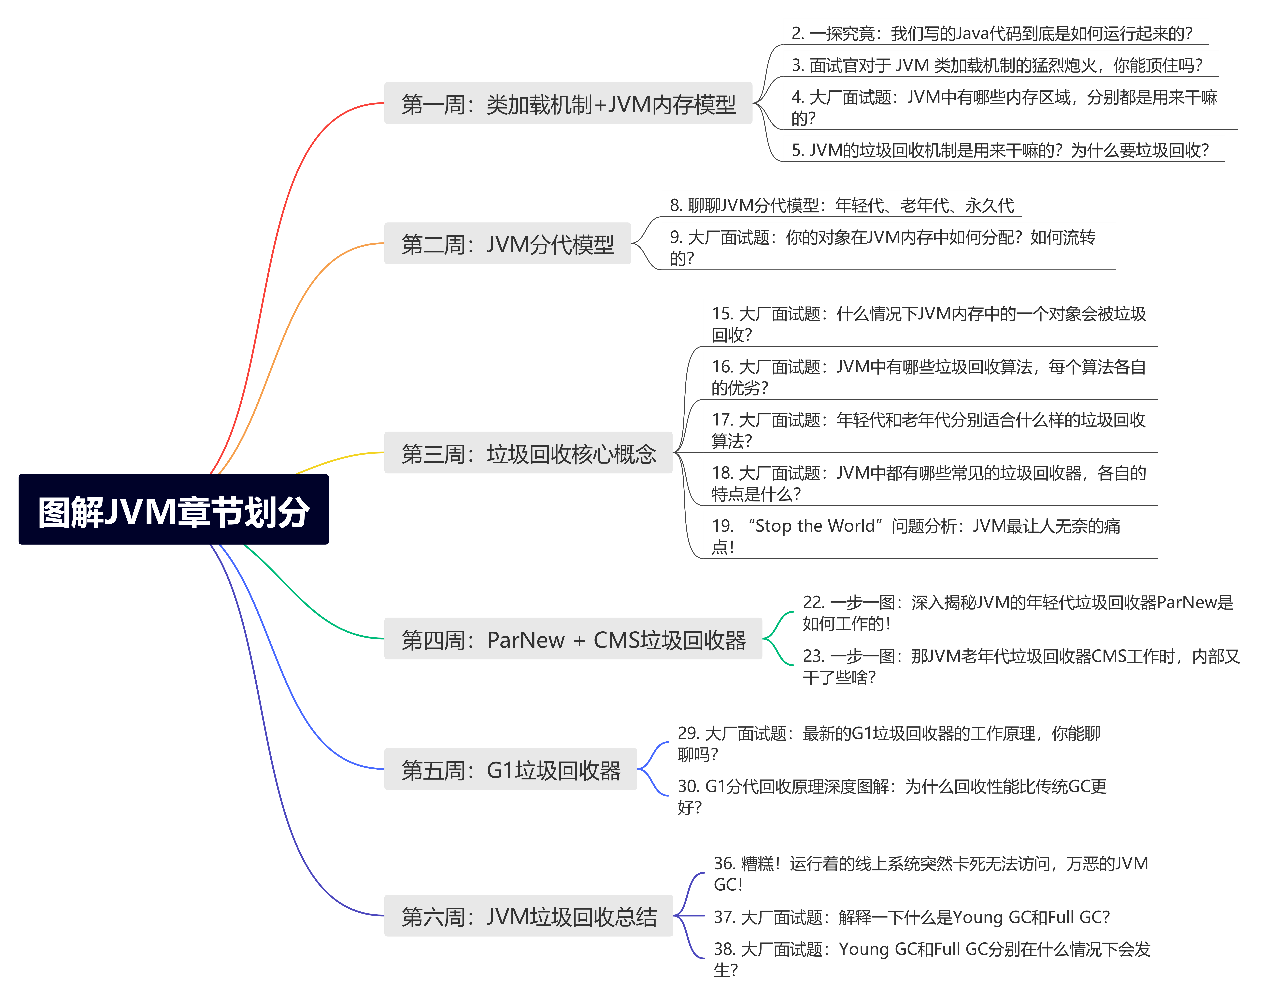 图解JVM章节划分
第一周：类加载机制+JVM内存模型
2. 一探究竟：我们写的Java代码到底是如何运行起来的？
3. 面试官对于 JVM 类加载机制的猛烈炮火，你能顶住吗？
4. 大厂面试题：JVM中有哪些内存区域，分别都是用来干嘛
的？
5. JVM的垃圾回收机制是用来干嘛的？为什么要垃圾回收？
第二周：JVM分代模型
8. 聊聊JVM分代模型：年轻代、老年代、永久代
9. 大厂面试题：你的对象在JVM内存中如何分配？如何流转
的？
第三周：垃圾回收核心概念
15. 大厂面试题：什么情况下JVM内存中的一个对象会被垃圾
回收？
16. 大厂面试题：JVM中有哪些垃圾回收算法，每个算法各自
的优劣？
17. 大厂面试题：年轻代和老年代分别适合什么样的垃圾回收
算法？
18. 大厂面试题：JVM中都有哪些常见的垃圾回收器，各自的
特点是什么？
19. “Stop the World”问题分析：JVM最让人无奈的痛
点！
第四周：ParNew + CMS垃圾回收器
22. 一步一图：深入揭秘JVM的年轻代垃圾回收器ParNew是
如何工作的！
23. 一步一图：那JVM老年代垃圾回收器CMS工作时，内部又
干了些啥？
第五周：G1垃圾回收器
29. 大厂面试题：最新的G1垃圾回收器的工作原理，你能聊
聊吗？
30. G1分代回收原理深度图解：为什么回收性能比传统GC更
好？
第六周：JVM垃圾回收总结
36. 糟糕！运行着的线上系统突然卡死无法访问，万恶的JVM
GC！
37. 大厂面试题：解释一下什么是Young GC和Full GC？
38. 大厂面试题：Young GC和Full GC分别在什么情况下会发
生？